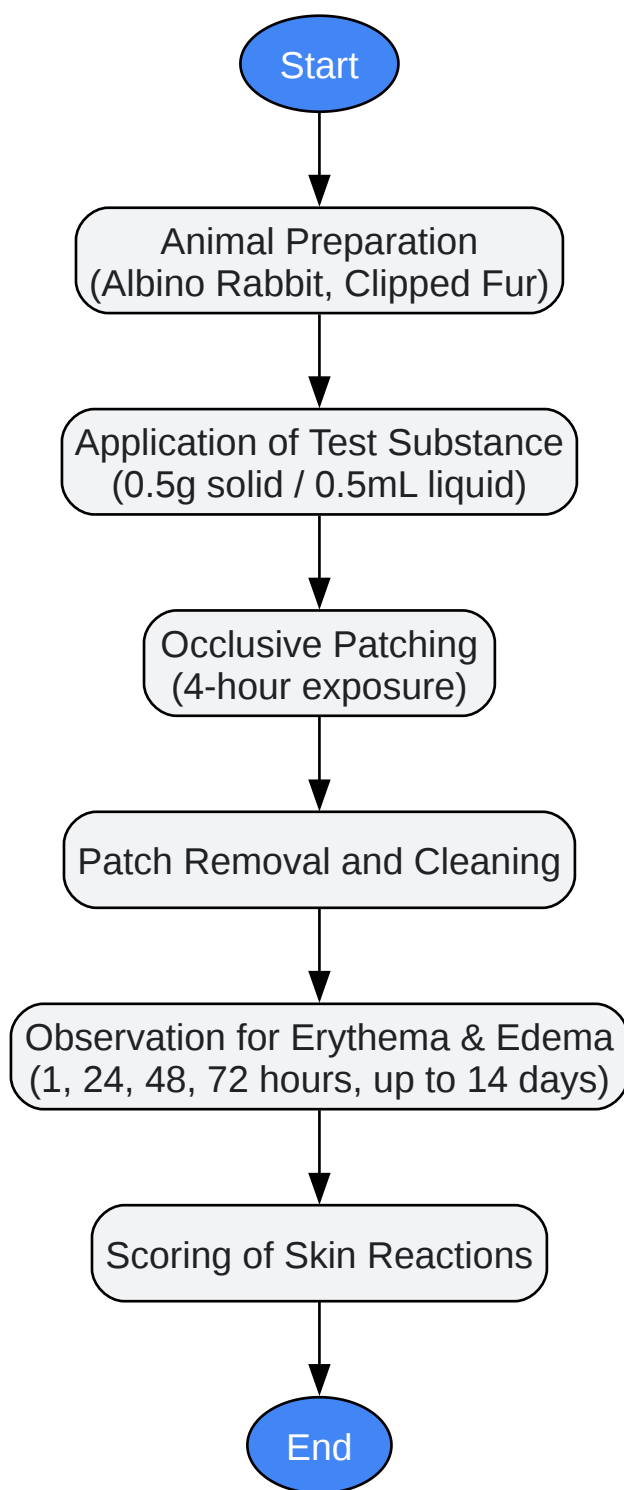 Start
Animal Preparation
(Albino Rabbit, Clipped Fur)
Application of Test Substance
(0.5g solid / 0.5mL liquid)
Occlusive Patching
(4-hour exposure)
Patch Removal and Cleaning
Observation for Erythema & Edema
(1, 24, 48, 72 hours, up to 14 days)
Scoring of Skin Reactions
End